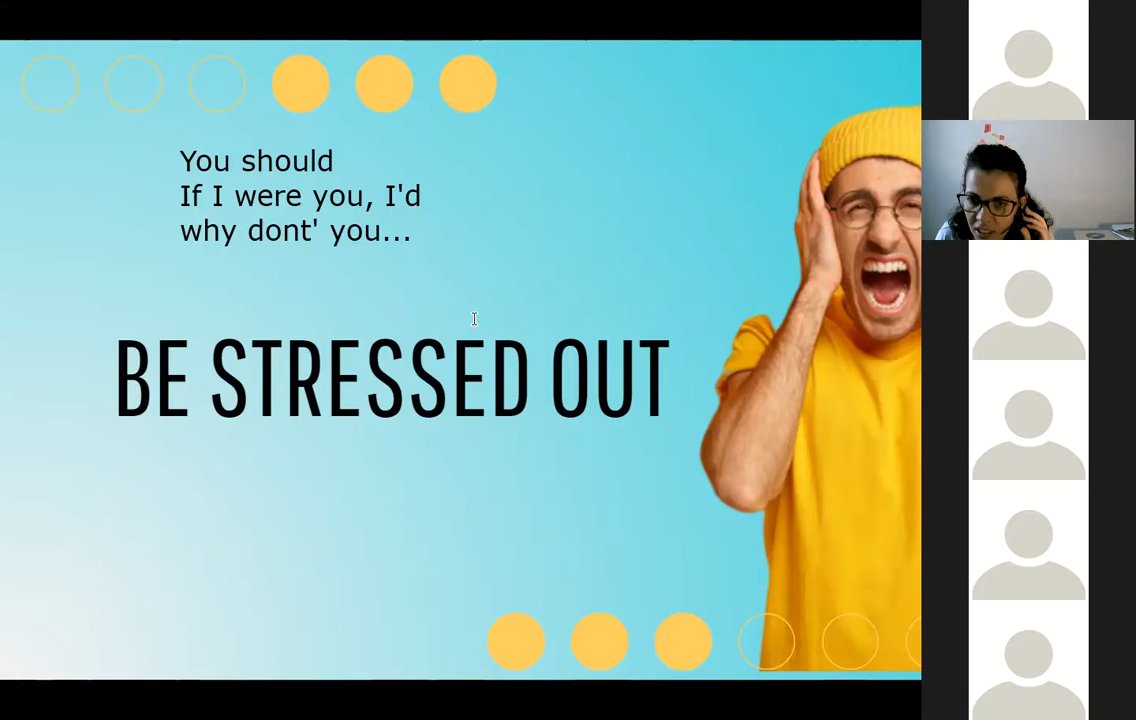 You should
If I were you, I'd
why dont' you...
BE STRESSED OUT